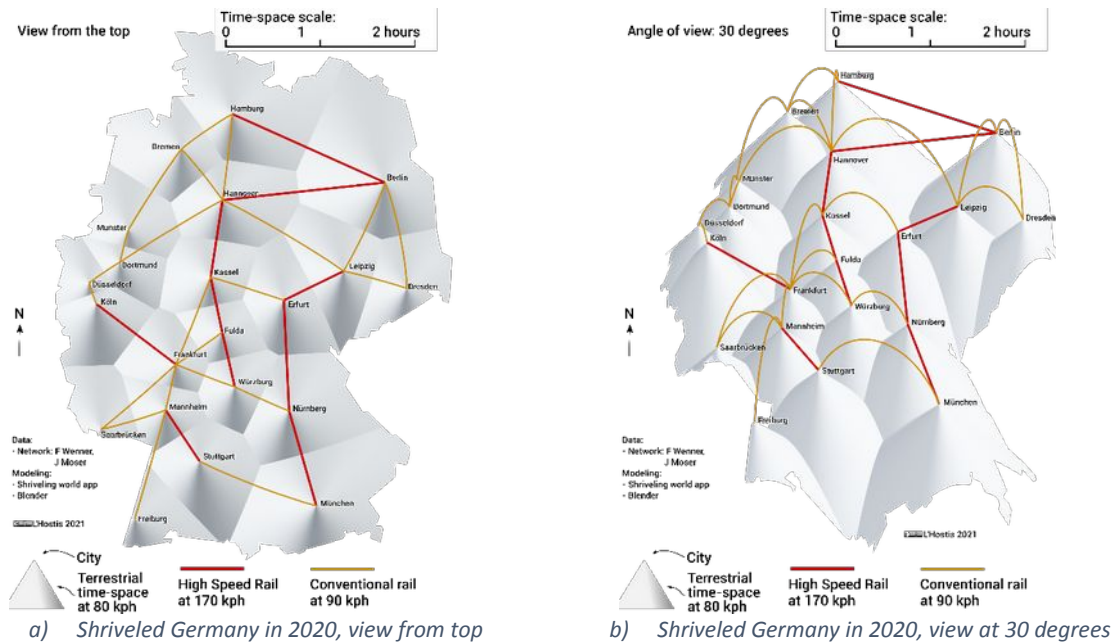 View from the top
Time-space scale:
0 1 2 hours
Hamburg
Bremen
Berlin
Hannover
Munster
Dortmund
Düsseldorf
Köln
Kassel
Leipzig
Dresden
Erfurt
Fulda
Frankfurt
Würzburg
Mannheim
Nürnberg
Saarbrücken
Stuttgart
München
Freiburg
N
Data:
- Network: F Wenner,
J Moser
Modeling:
- Shriveling world app
- Blender
L'Hostis 2021
City
Terrestrial
time-space
at 80 kph
High Speed Rail
at 170 kph
Conventional rail
at 90 kph
a) Shriveled Germany in 2020, view from top
Angle of view: 30 degrees
Time-space scale:
0 1 2 hours
Hamburg
Bremen
Berlin
Hannover
Münster
Dortmund
Düsseldorf
Köln
Kassel
Leipzig
Dresden
Erfurt
Fulda
Frankfurt
Würzburg
Mannheim
Nürnberg
Saarbrücken
Stuttgart
München
Freiburg
N
Data:
- Network: F Wenner,
J Moser
Modeling:
- Shriveling world app
- Blender
L'Hostis 2021
City
Terrestrial
time-space
at 80 kph
High Speed Rail
at 170 kph
Conventional rail
at 90 kph
b) Shriveled Germany in 2020, view at 30 degrees